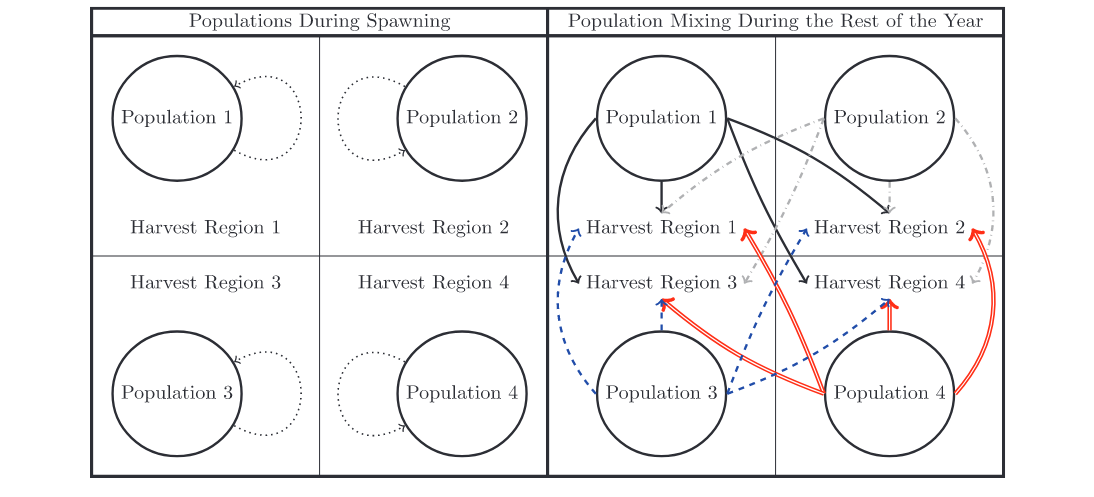 Populations During Spawning
Population Mixing During the Rest of the Year
Population 1
Population 2
Population 1
Population 2
Harvest Region 1
Harvest Region 2
Harvest Region 1
Harvest Region 2
Harvest Region 3
Harvest Region 4
Harvest Region 3
Harvest Region 4
Population 3
Population 4
Population 3
Population 4